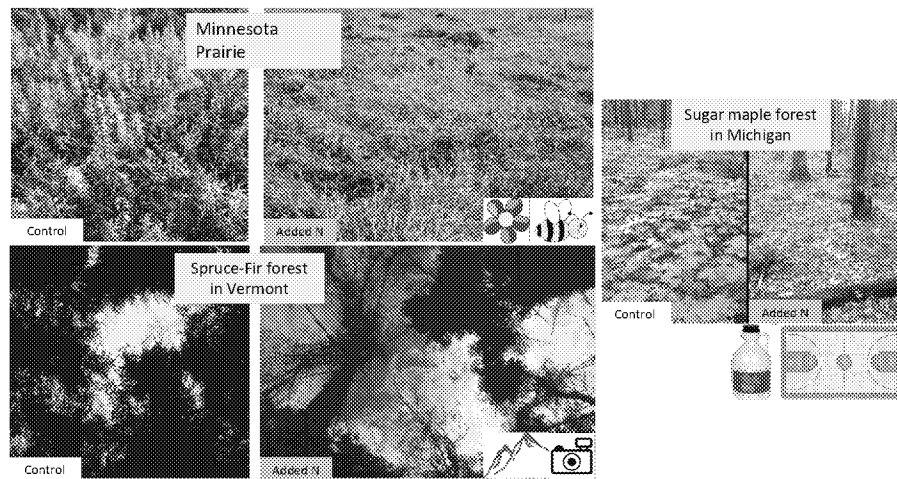 Minnesota
Prairie
Control
Added N
Spruce-Fir forest
in Vermont
Control
Added N
Sugar maple forest
in Michigan
Control
Added N